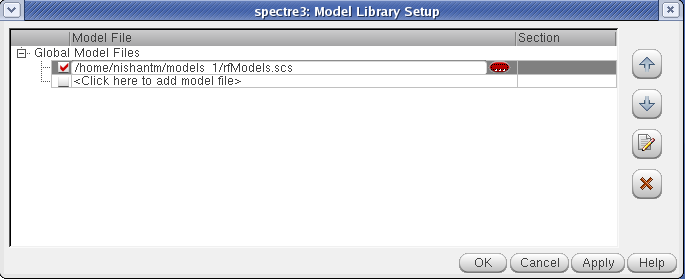 spectre3: Model Library Setup
Model File Section
Global Model Files
/home/nishantm/models_1/rfModels.scs
<Click here to add model file>
OK Cancel Apply Help